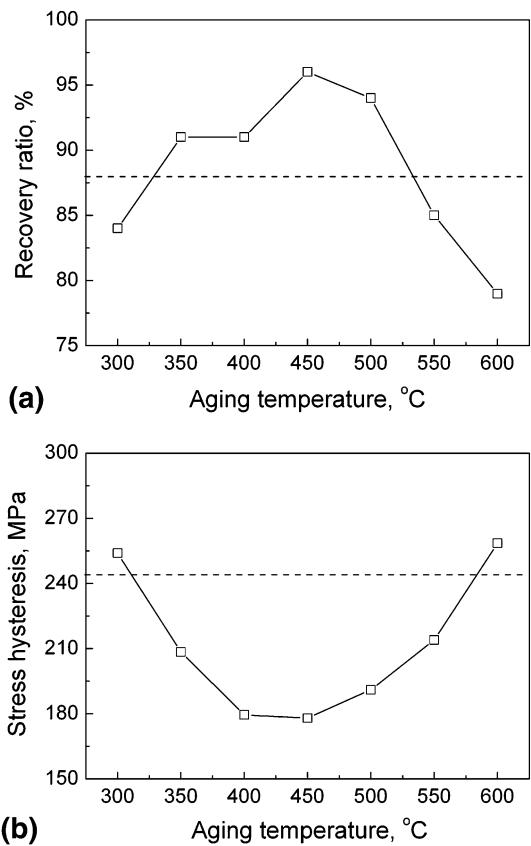 100
95
90
85
80
75
Recovery ratio, %
300 350 400 450 500 550 600
(a)
Aging temperature, °C
300
270
240
210
180
150
Stress hysteresis, MPa
300 350 400 450 500 550 600
(b)
Aging temperature, °C